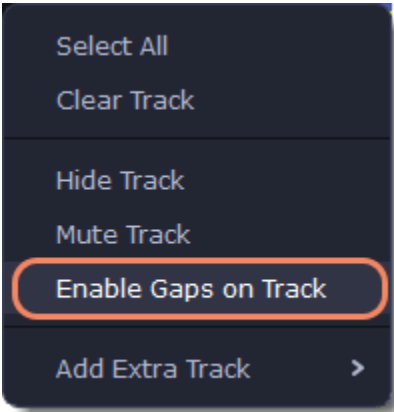 Select All
Clear Track
Hide Track
Mute Track
Enable Gaps on Track
Add Extra Track >